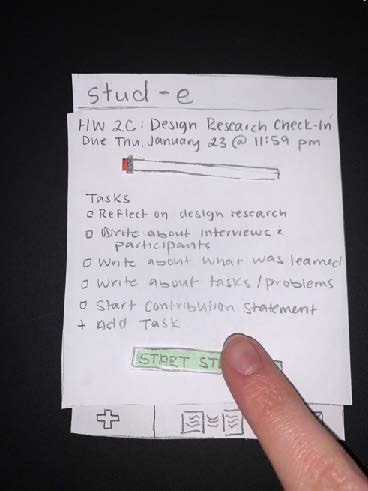 stud-e
HW 2C: Design Research Check-In
Due Thu, January 23 @ 11:59 pm
Tasks
Reflect on design research
Write about interviews &
participants
Write about what was learned
Write about tasks/problems
Start Contribution Statement
+ Add Task
START ST